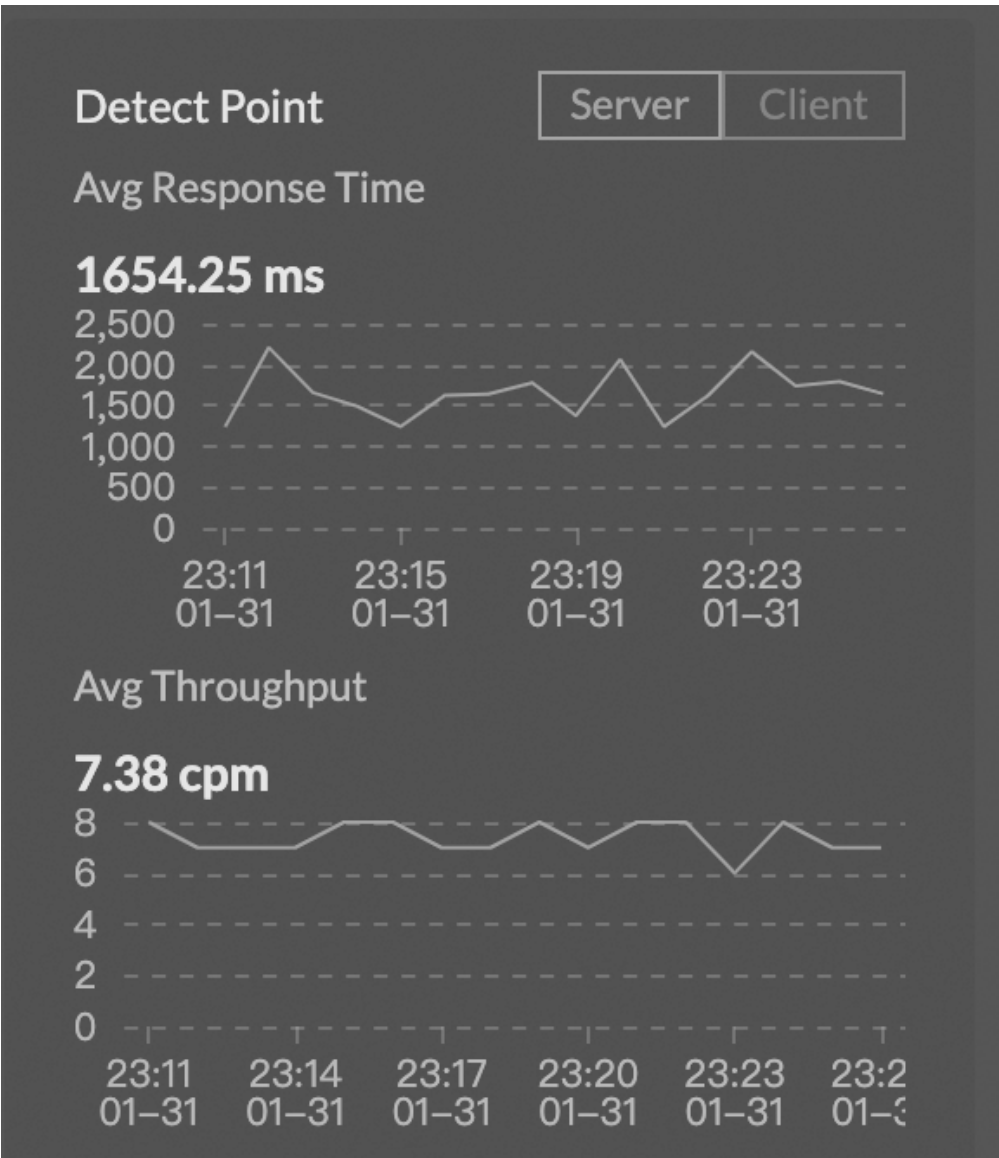 Detect Point
Server Client
Avg Response Time
1654.25 ms
2,500
2,000
1,500
1,000
500
0
23:11 23:15 23:19 23:23
01–31 01–31 01–31 01–31
Avg Throughput
7.38 cpm
8
6
4
2
0
23:11 23:14 23:17 23:20 23:23 23:2
01–31 01–31 01–31 01–31 01–31 01–